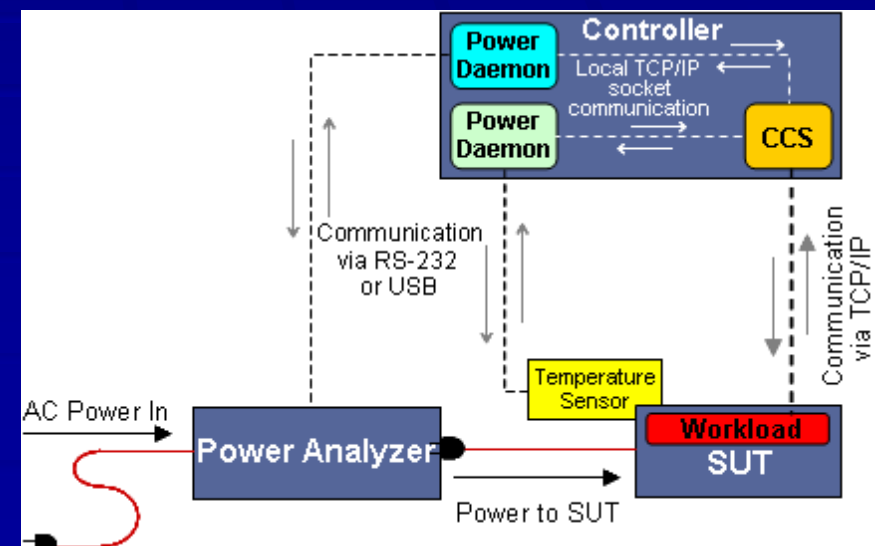 Controller
Power
Daemon
Local TCP/IP
socket
communication
Power
Daemon
CCS
Communication
via RS-232
or USB
Communication
via TCP/IP
Temperature
Sensor
AC Power In
Power Analyzer
Workload
SUT
Power to SUT